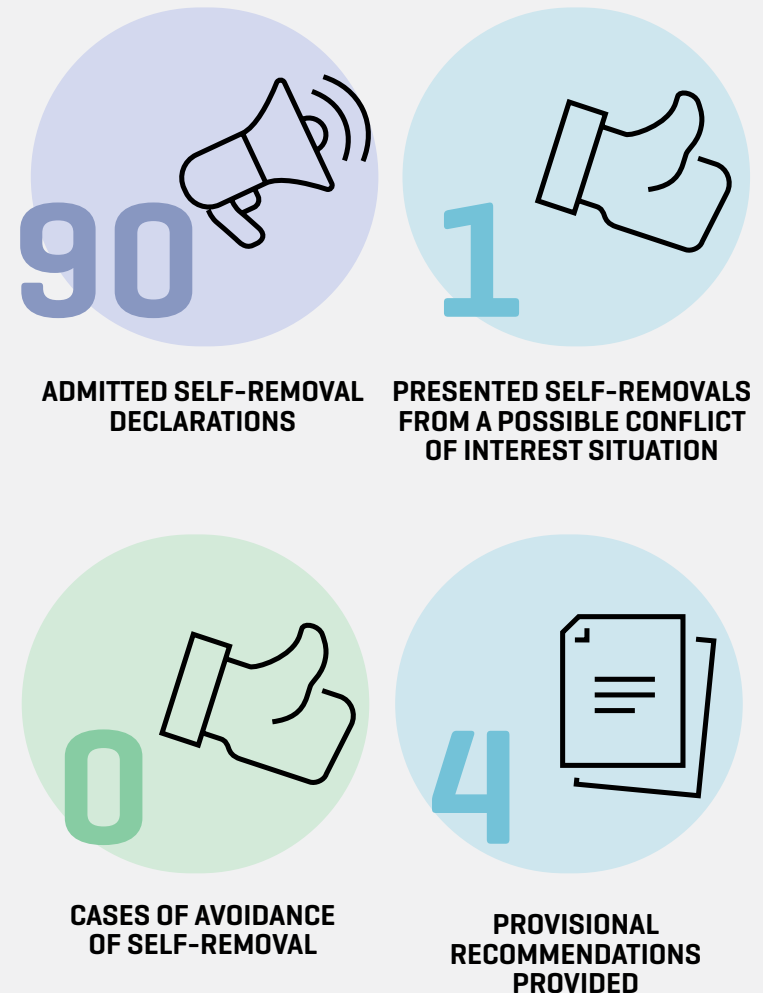 90
ADMITTED SELF-REMOVAL
DECLARATIONS
1
PRESENTED SELF-REMOVALS
FROM A POSSIBLE CONFLICT
OF INTEREST SITUATION
0
CASES OF AVOIDANCE
OF SELF-REMOVAL
4
PROVISIONAL
RECOMMENDATIONS
PROVIDED